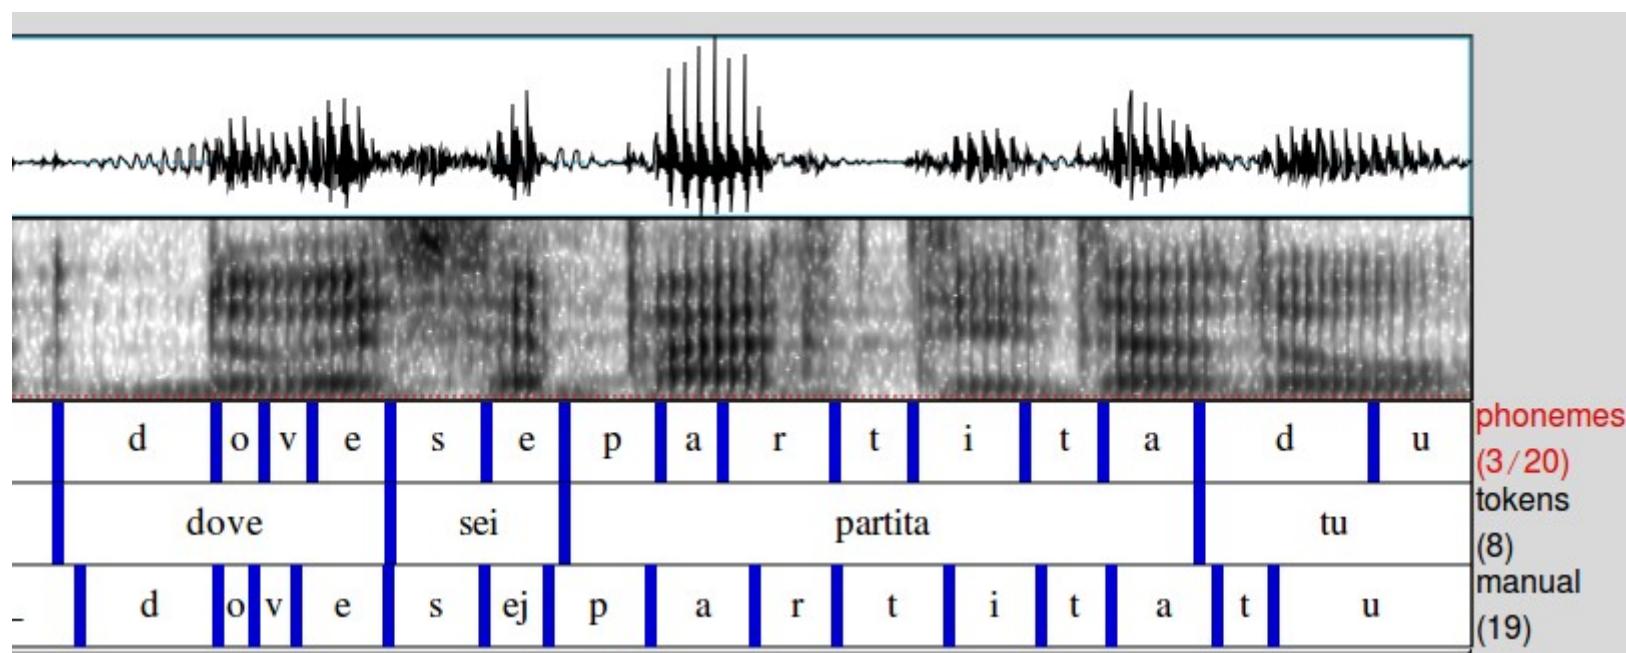 d o v e s e p a r t i t a d u phonemes (3/20)
dove sei partita tu tokens (8)
_ d o v e s ej p a r t i t a t u manual (19)